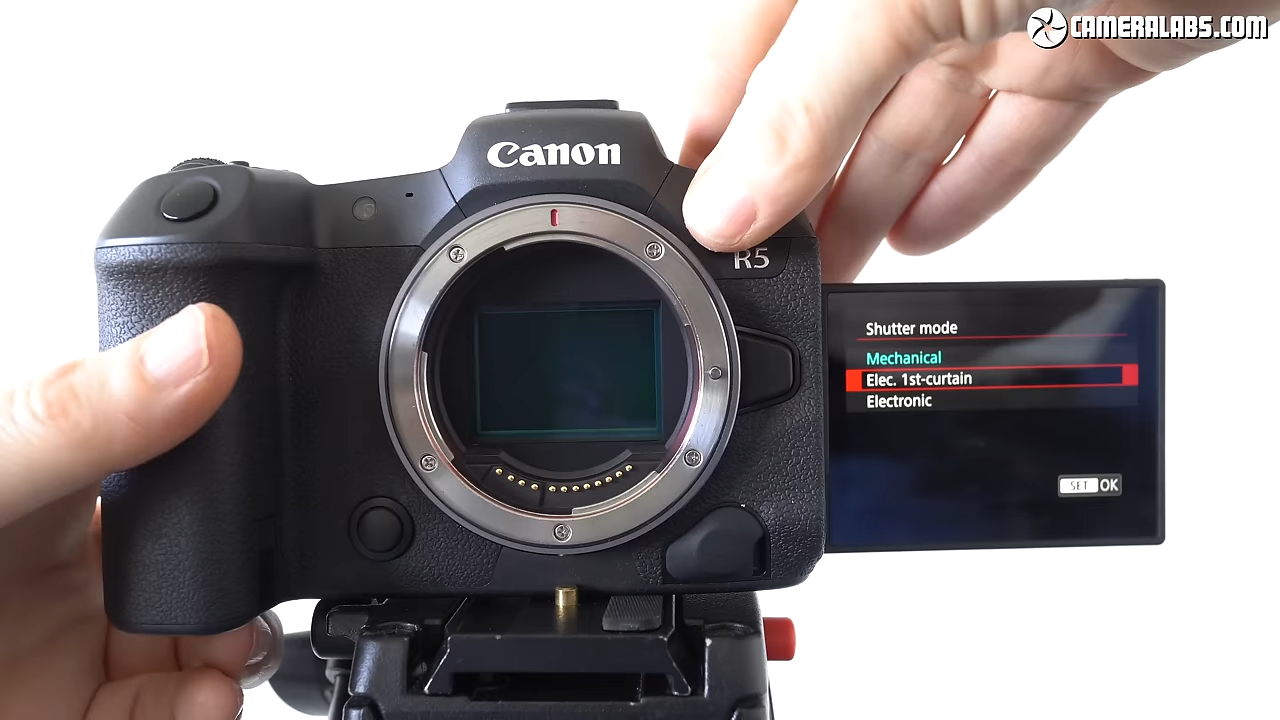 CAMERALABS.COM
Canon
R5
Shutter mode
Mechanical
Elec. 1st-curtain
Electronic
SET OK